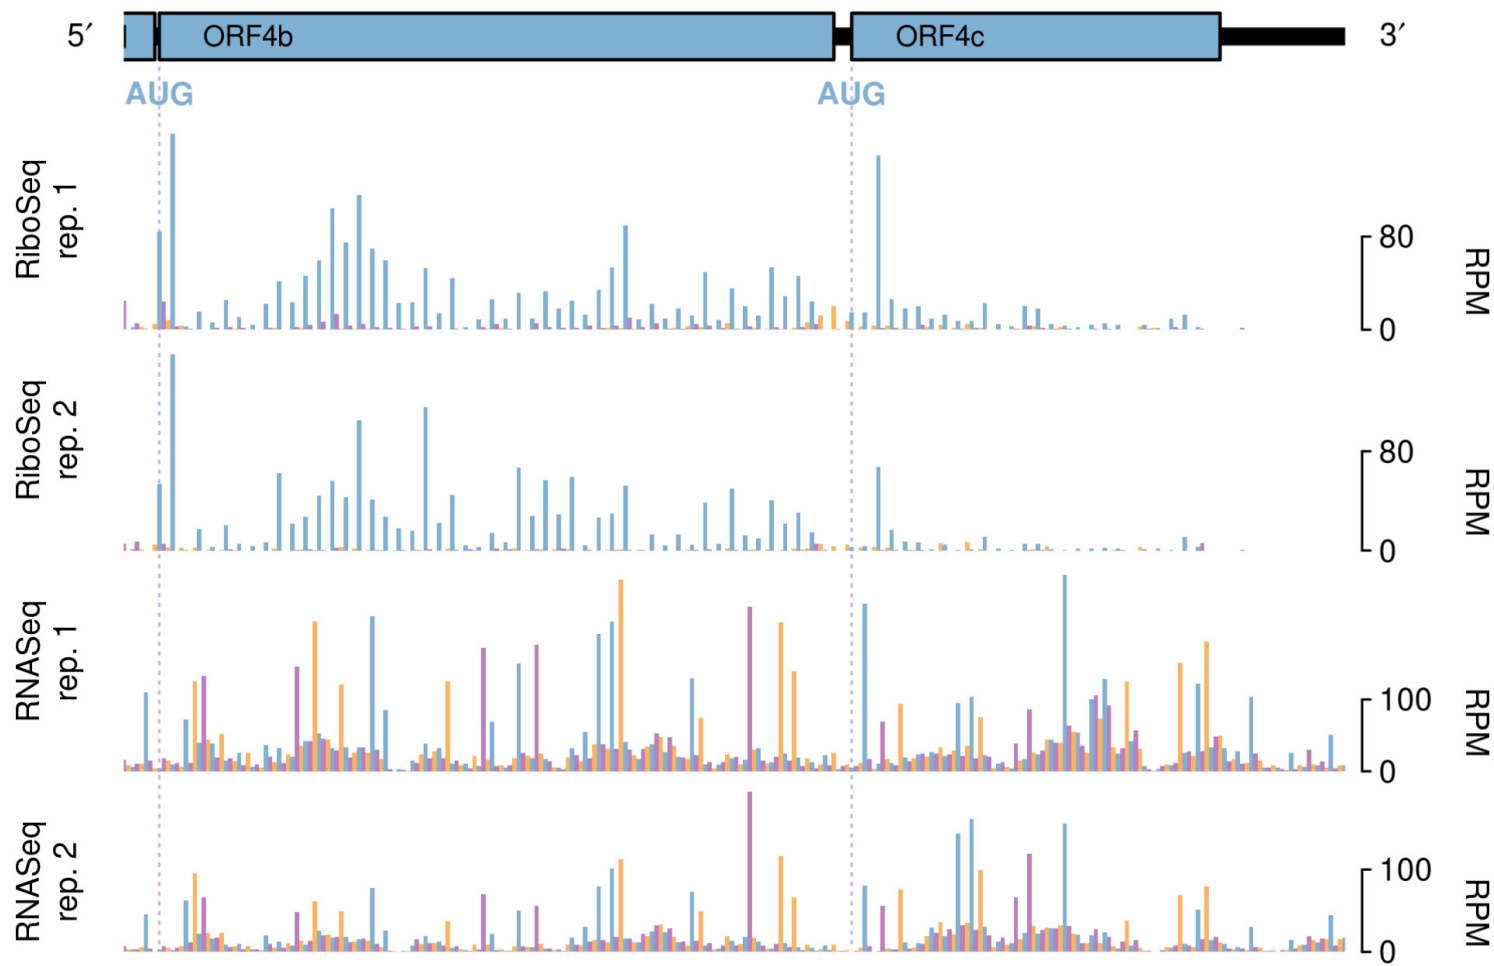 5′ ORF4b ORF4c 3′
AUG AUG
RiboSeq
rep. 1
80
0
RPM
RiboSeq
rep. 2
80
0
RPM
RNASeq
rep. 1
100
0
RPM
RNASeq
rep. 2
100
0
RPM